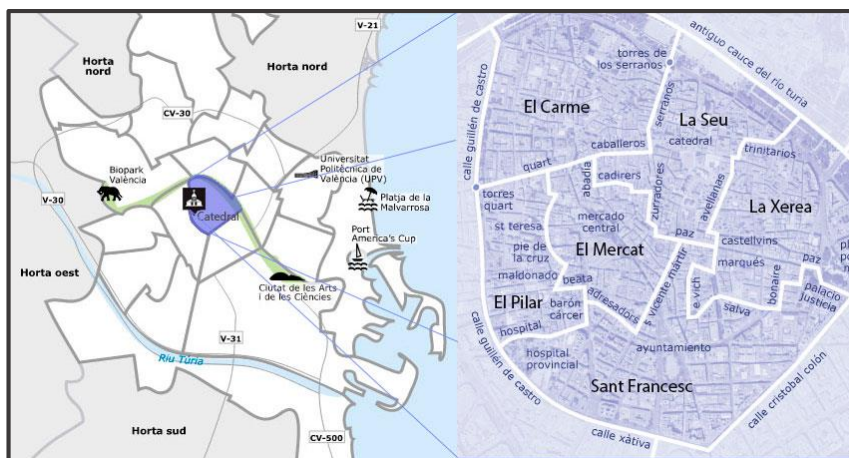 Horta
nord
V-21
Horta nord
CV-30
Biopark
València
V-30
Universitat
Politècnica de
València (UPV)
Catedral
Platja de la
Malvarrosa
Port
America's Cup
Horta oest
Ciutat de les Arts
i de les Ciències
V-31
Riu Túria
Horta sud
CV-500
antiguo cauce del río turia
torres de
los serranos
calle guillén de castro
El Carme
serranos
La Seu
catedral
caballeros
trinitarios
quart
abadía
cadirers
torres
quart
zurradores
avellanas
La Xerea
st teresa
mercado
central
paz
castellvins
pie de
la cruz
El Mercat
marqués
paz
maldonado
beata
s. vicente mártir
bonaire
palacio
justicia
El Pilar
barón
cárcer
adresadors
e.vich
salva
hospital
ayuntamiento
hospital
provincial
calle guillén de castro
Sant Francesc
calle cristobal colón
calle xátiva